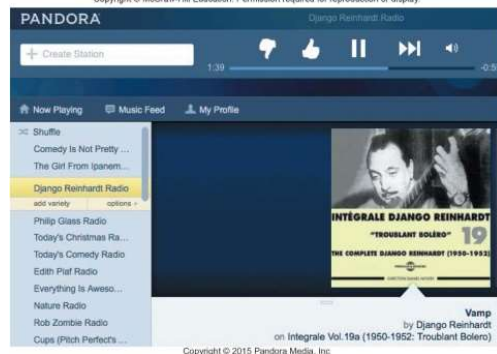 Copyright © McGraw-Hill Education. Permission required for reproduction or display.
PANDORA
Django Reinhardt Radio
+ Create Station
1:39
Now Playing
Music Feed
My Profile
Shuffle
Comedy Is Not Pretty ...
The Girl From Ipanem...
Django Reinhardt Radio
add variety options
Philip Glass Radio
Today's Christmas Ra...
Today's Comedy Radio
Edith Piaf Radio
Everything Is Aweso...
Nature Radio
Rob Zombie Radio
Cups (Pitch Perfect's ...
INTÉGRALE DJANGO REINHARDT
"TROUBLANT BOLÉRO" 19
THE COMPLETE DJANGO REINHARDT (1950-1952)
Vamp
by Django Reinhardt
on Integrale Vol.19a (1950-1952: Troublant Bolero)
Copyright © 2015 Pandora Media, Inc